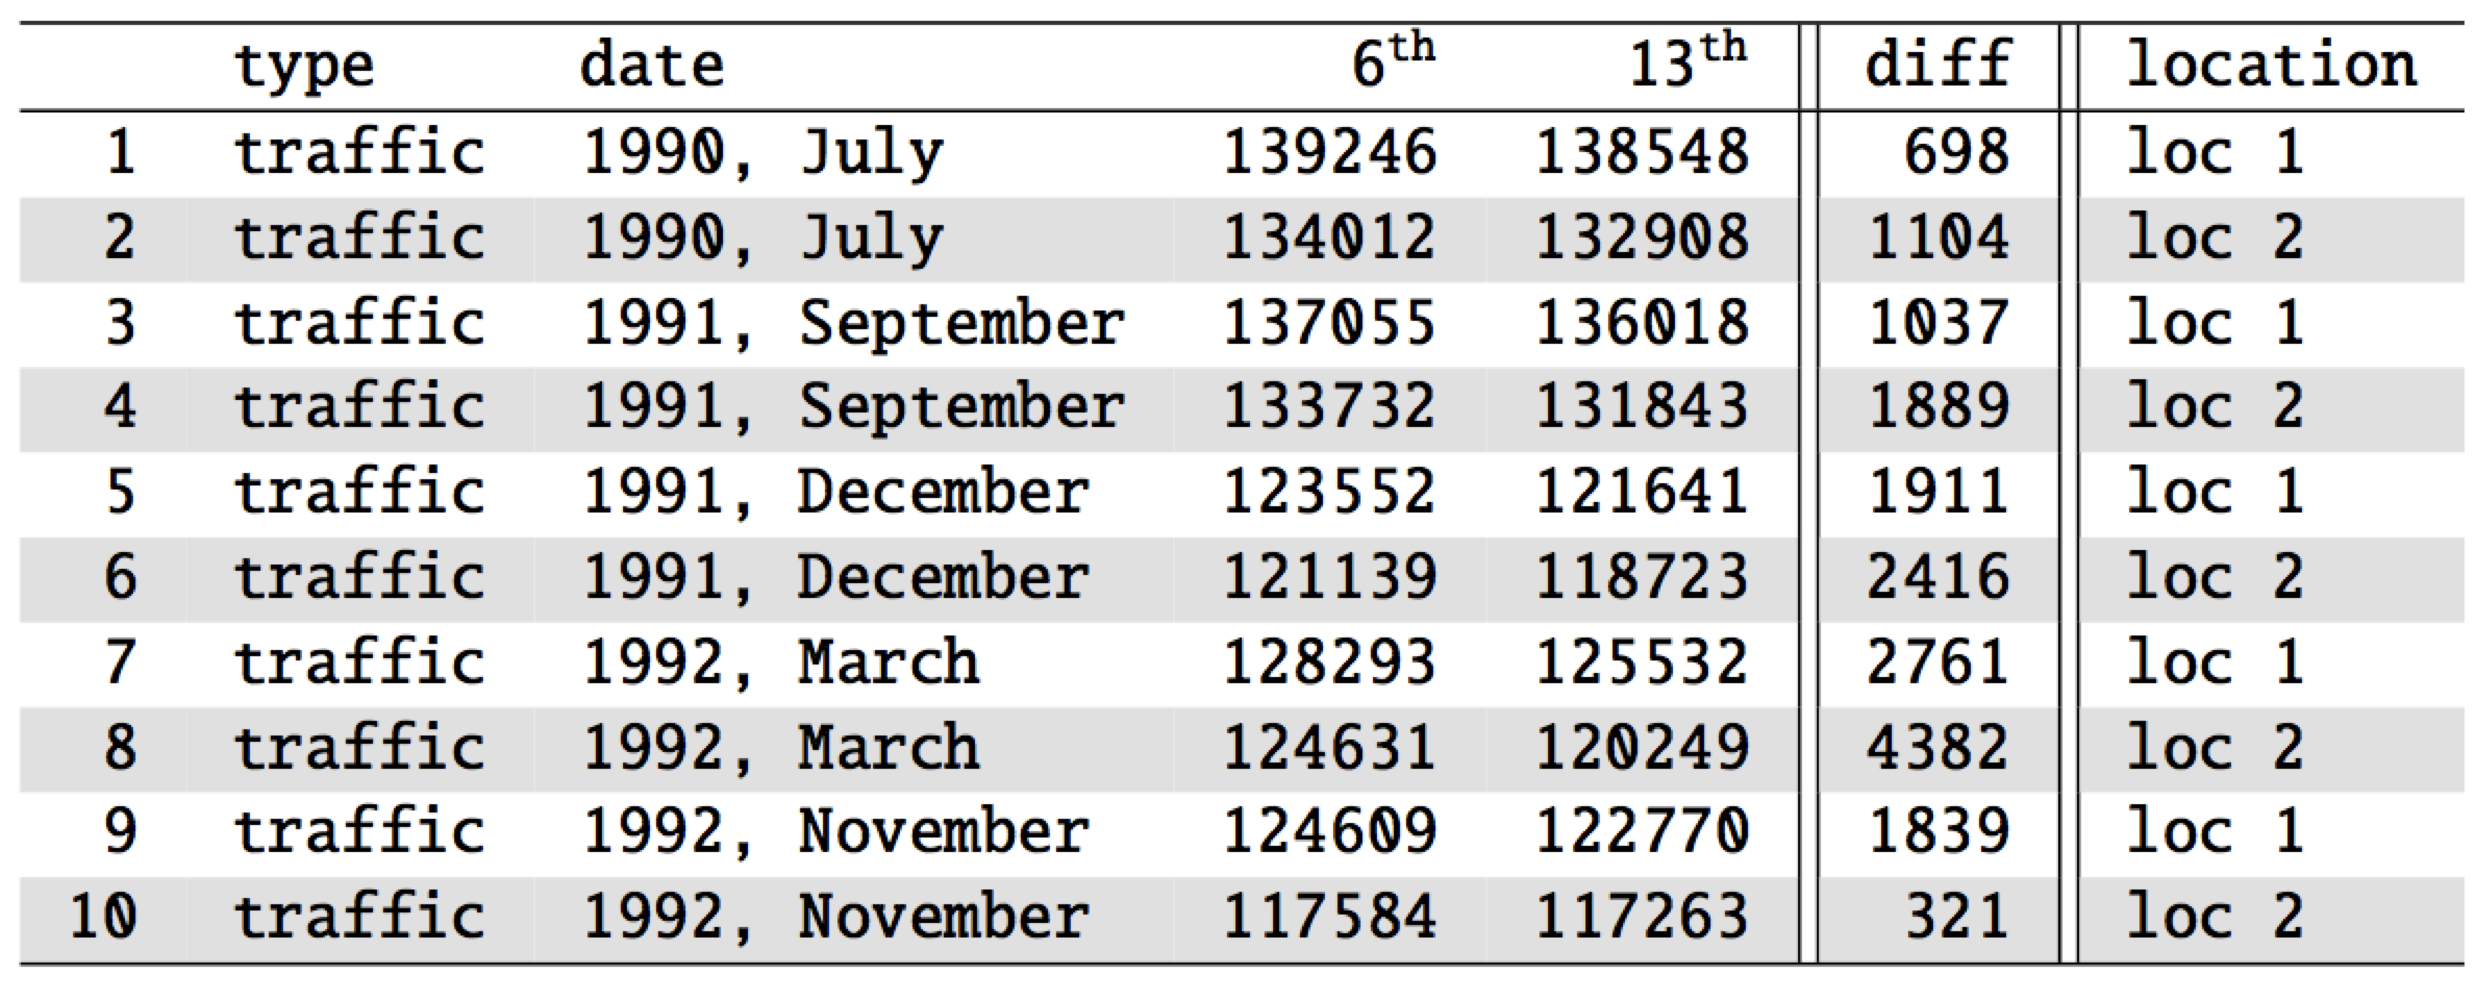 type date 6th 13th diff location
1 traffic 1990, July 139246 138548 698 loc 1
2 traffic 1990, July 134012 132908 1104 loc 2
3 traffic 1991, September 137055 136018 1037 loc 1
4 traffic 1991, September 133732 131843 1889 loc 2
5 traffic 1991, December 123552 121641 1911 loc 1
6 traffic 1991, December 121139 118723 2416 loc 2
7 traffic 1992, March 128293 125532 2761 loc 1
8 traffic 1992, March 124631 120249 4382 loc 2
9 traffic 1992, November 124609 122770 1839 loc 1
10 traffic 1992, November 117584 117263 321 loc 2